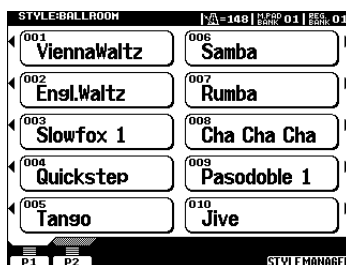 STYLE:BALLROOM
=148 M.PAD BANK 01 REG. BANK 01
001 ViennaWaltz
002 Engl.Waltz
003 Slowfox 1
004 Quickstep
005 Tango
006 Samba
007 Rumba
008 Cha Cha Cha
009 Pasodoble 1
010 Jive
P1 P2
STYLE MANAGER